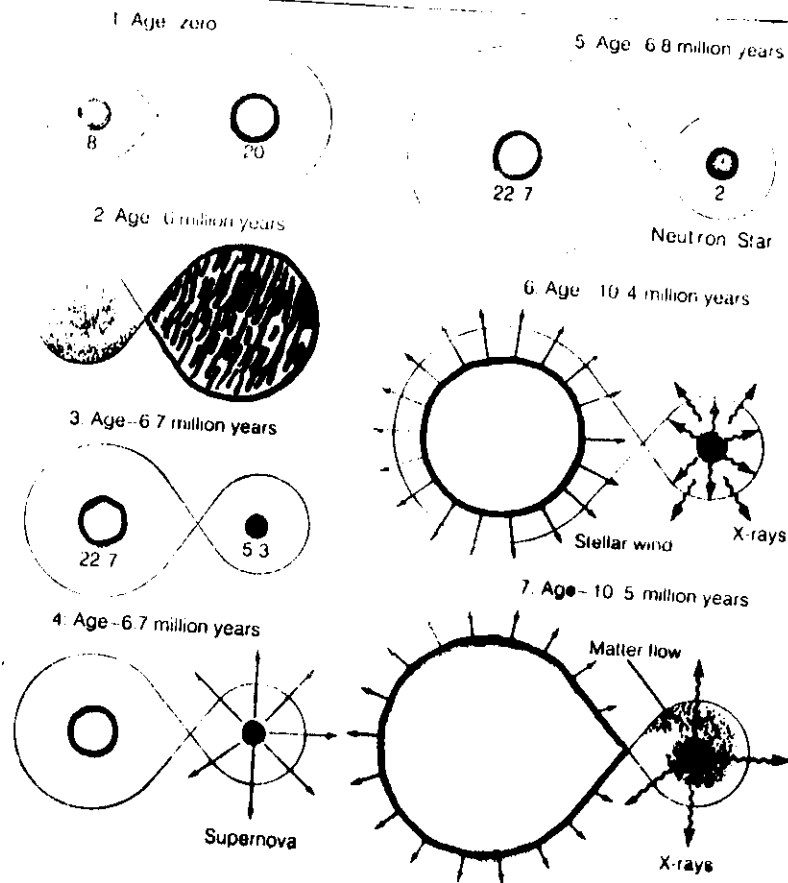 1 Age zero
8
20
2 Age 6 million years
3. Age-6 7 million years
22 7
5 3
4. Age-6.7 million years
Supernova
5 Age 6 8 million years
22 7
2
Neutron Star
6. Age 10 4 million years
Stellar wind
X-rays
7. Age-10 5 million years
Matter flow
X-rays